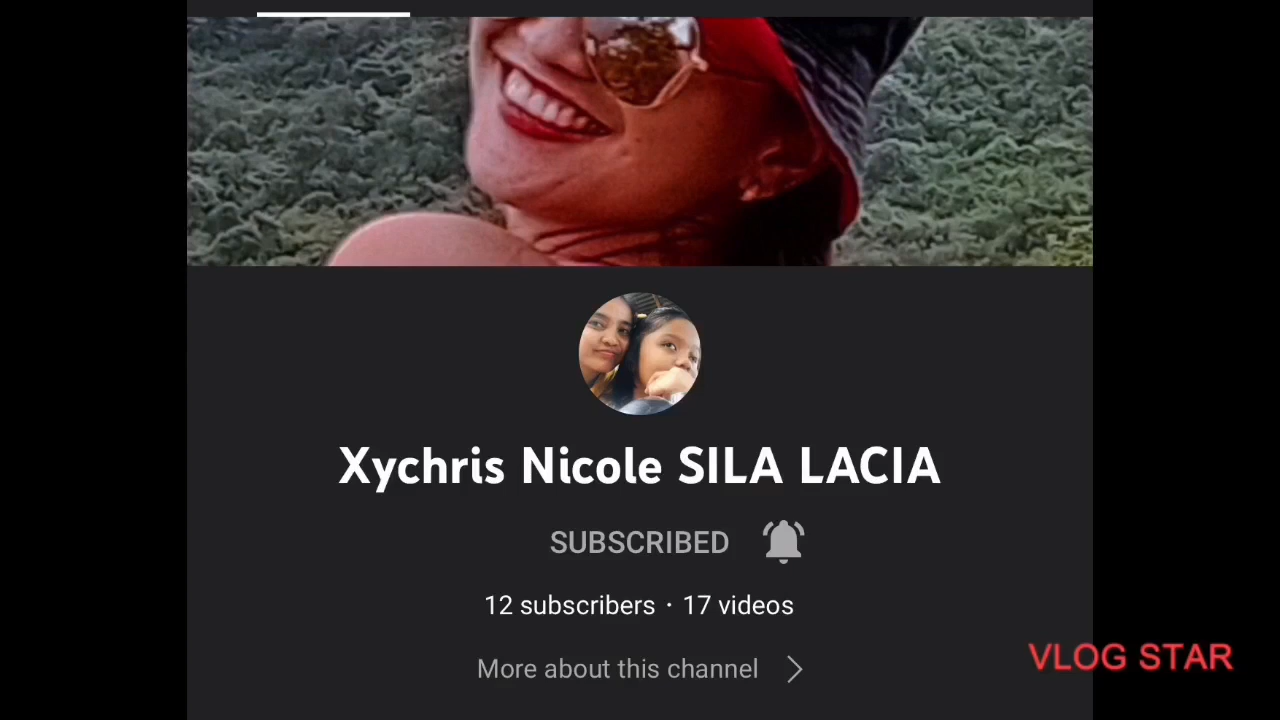 Xychris Nicole SILA LACIA
SUBSCRIBED
12 subscribers · 17 videos
More about this channel
VLOG STAR